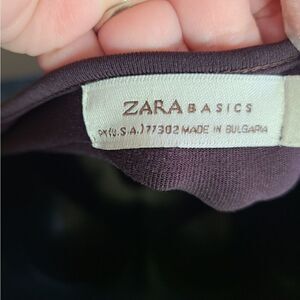 ZARA BASICS
RN(U.S.A.)77302 MADE IN BULGARIA